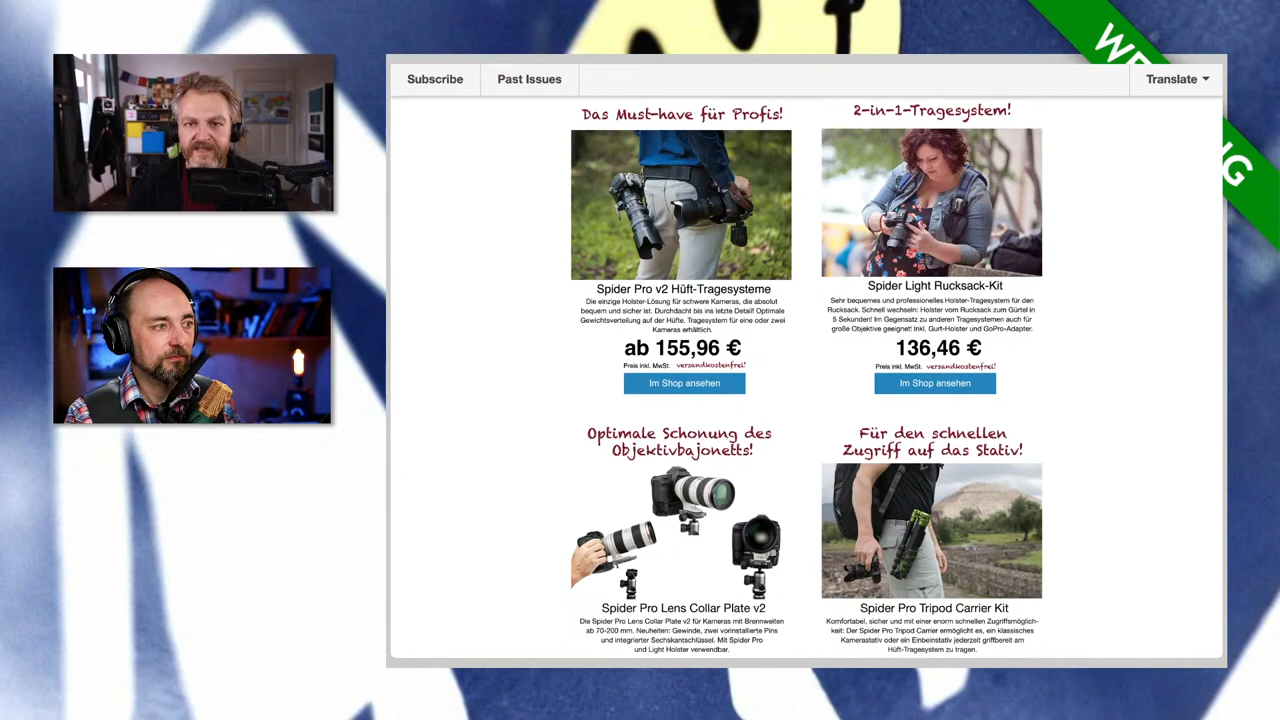 Subscribe
Past Issues
Translate
Das Must-have für Profis!
Spider Pro v2 Hüft-Tragesysteme
Die einzige Holster-Lösung für schwere Kameras, die absolut
bequem und sicher ist. Durchdacht bis ins letzte Detail! Optimale
Gewichtsverteilung auf der Hüfte. Tragesystem für eine oder zwei
Kameras erhältlich.
ab 155,96 €
Preis inkl. MwSt. versandkostenfrei!
Im Shop ansehen
2-in-1-Tragesystem!
Spider Light Rucksack-Kit
Sehr bequemes und professionelles Holster-Tragesystem für den
Rucksack. Schnell wechseln: Holster vom Rucksack zum Gürtel in
5 Sekunden! Im Gegensatz zu anderen Tragesystemen auch für
große Objektive geeignet! Inkl. Gurt-Holster und GoPro-Adapter.
136,46 €
Preis inkl. MwSt. versandkostenfrei!
Im Shop ansehen
Optimale Schonung des
Objektivbajonetts!
Spider Pro Lens Collar Plate v2
Die Spider Pro Lens Collar Plate v2 für Kameras mit Brennweiten
ab 70-200 mm. Neuheiten: Gewinde, zwei vorinstallierte Pins
und integrierter Sechskantschlüssel. Mit Spider Pro
und Light Holster verwendbar.
Für den schnellen
Zugriff auf das Stativ!
Spider Pro Tripod Carrier Kit
Komfortabel, sicher und mit einer enorm schnellen Zugriffsmöglich-
keit: Der Spider Pro Tripod Carrier ermöglicht es, ein klassisches
Kamerastativ oder ein Einbeinstativ jederzeit griffbereit am
Hüft-Tragesystem zu tragen.